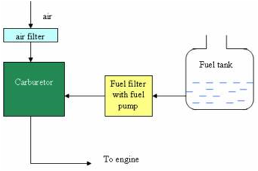 air
air filter
Carburetor
Fuel filter
with fuel
pump
Fuel tank
To engine